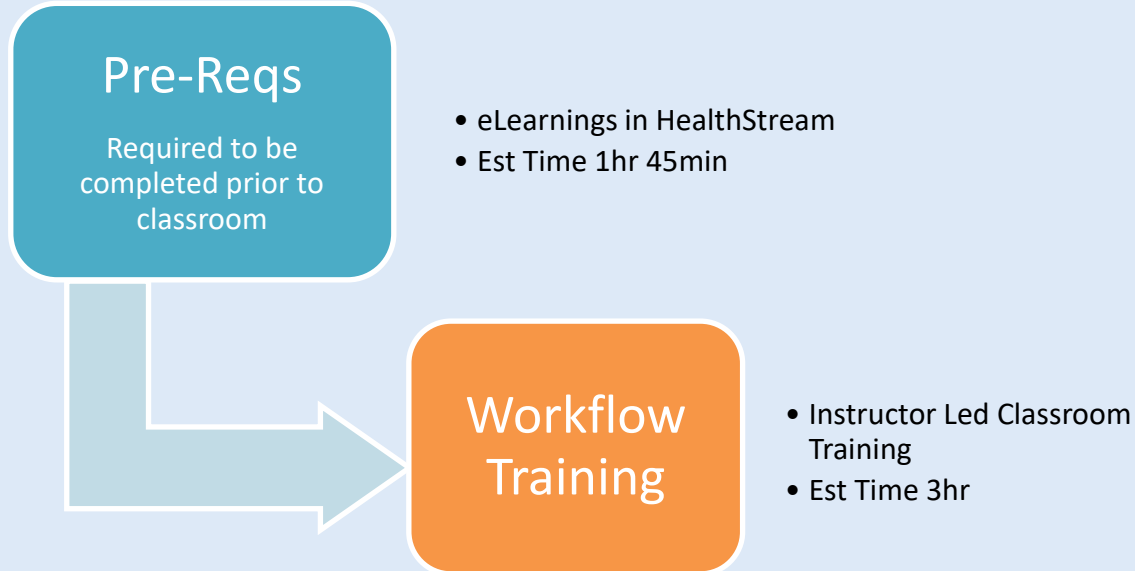 Pre-Reqs
Required to be
completed prior to
classroom
• eLearnings in HealthStream
• Est Time 1hr 45min
Workflow
Training
• Instructor Led Classroom
Training
• Est Time 3hr